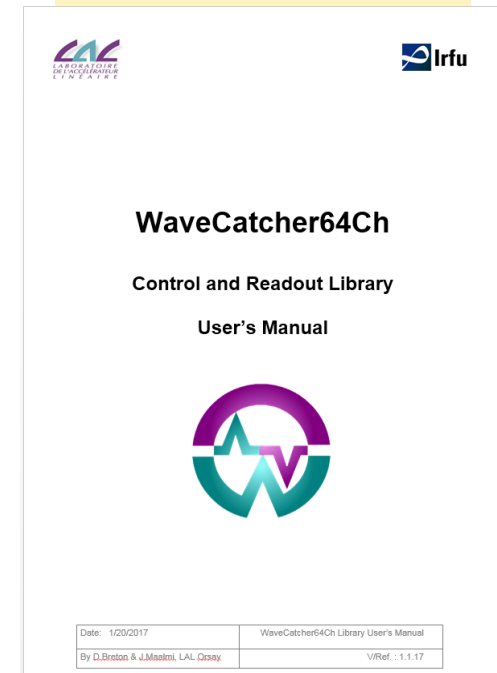 LAL
LABORATOIRE
DE L'ACCÉLÉRATEUR
LINÉAIRE
Irfu
WaveCatcher64Ch
Control and Readout Library
User's Manual
Date: 1/20/2017
WaveCatcher64Ch Library User's Manual
By D.Breton & J.Maalmi, LAL Orsay
V/Ref. : 1.1.17